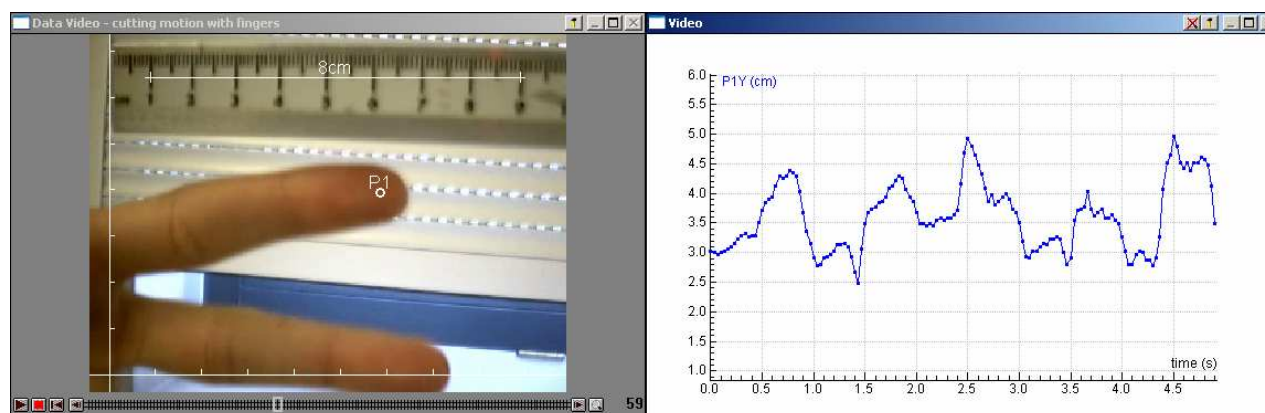 Data Video - cutting motion with fingers
8cm
P1
59
Video
P1Y (cm)
6.0
5.5
5.0
4.5
4.0
3.5
3.0
2.5
2.0
1.5
1.0
time (s)
0.0 0.5 1.0 1.5 2.0 2.5 3.0 3.5 4.0 4.5